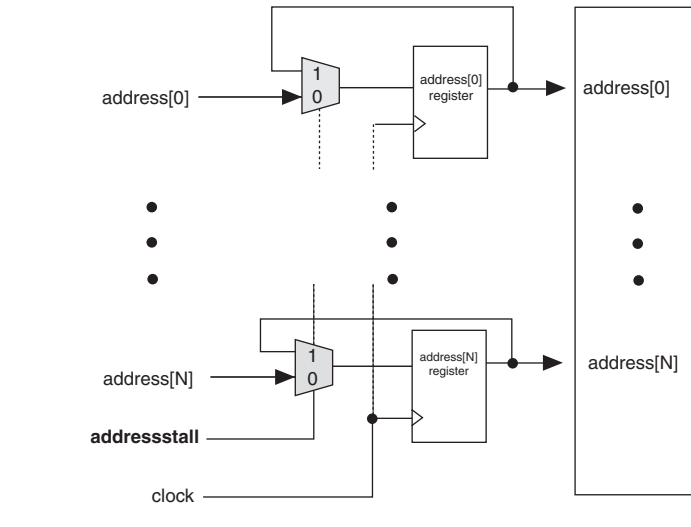 1
address[0]
0
address[0]
register
address[0]
1
address[N]
0
address[N]
register
address[N]
addressstall
clock